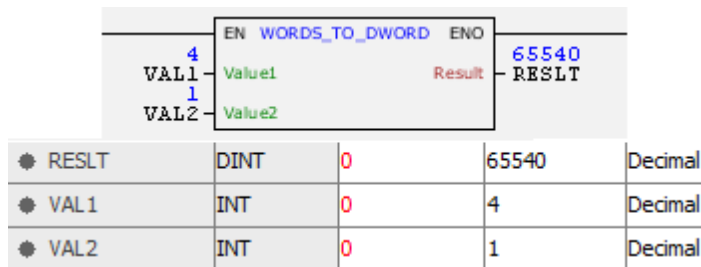 EN WORDS_TO_DWORD ENO
4 65540
VAL1 Value1 Result RESLT
1
VAL2 Value2
RESLT DINT 0 65540 Decimal
VAL1 INT 0 4 Decimal
VAL2 INT 0 1 Decimal